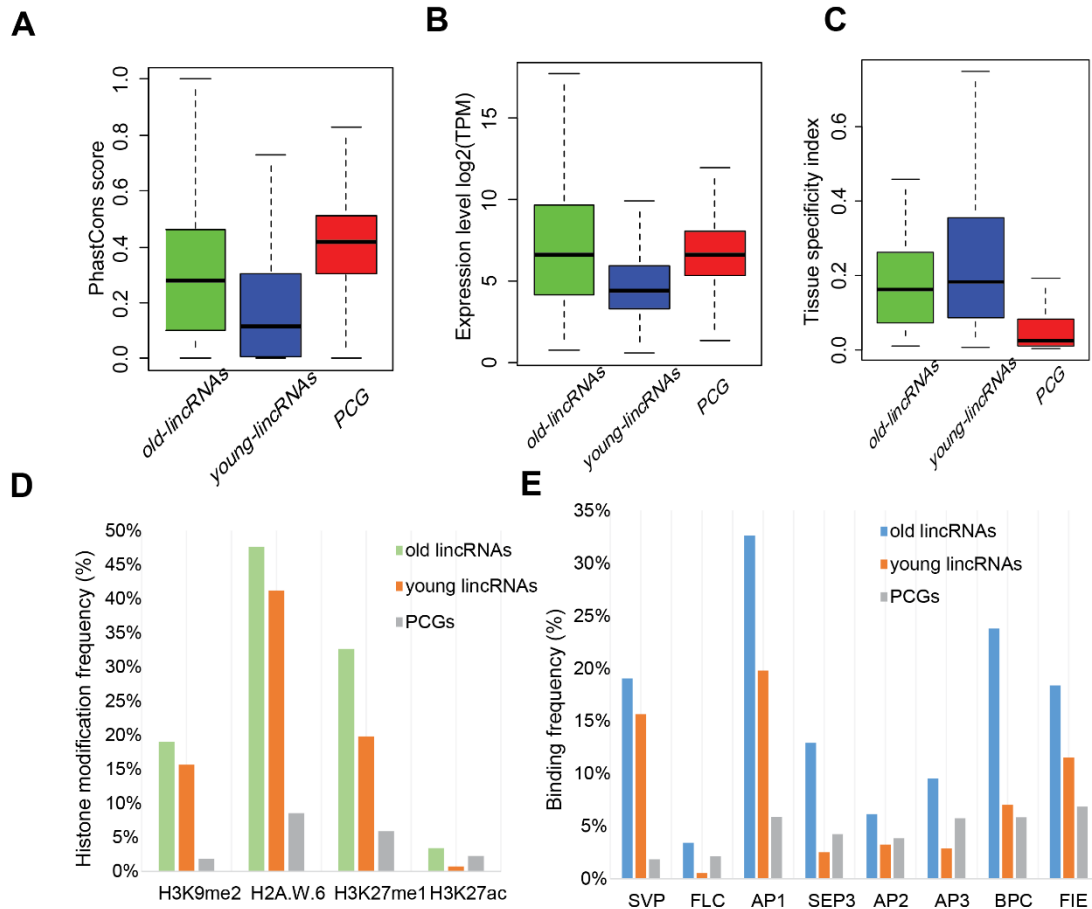 A
PhastCons score
1.0
0.8
0.6
0.4
0.2
0.0
old-lincRNAs
young-lincRNAs
PCG
B
Expression level log2(TPM)
15
10
5
0
old-lincRNAs
young-lincRNAs
PCG
C
Tissue specificity index
0.6
0.4
0.2
0.0
old-lincRNAs
young-lincRNAs
PCG
D
Histone modification frequency (%)
50%
45%
40%
35%
30%
25%
20%
15%
10%
5%
0%
old lincRNAs
young lincRNAs
PCGs
H3K9me2 H2A.W.6 H3K27me1 H3K27ac
E
Binding frequency (%)
35%
30%
25%
20%
15%
10%
5%
0%
old lincRNAs
young lincRNAs
PCGs
SVP FLC AP1 SEP3 AP2 AP3 BPC FIE